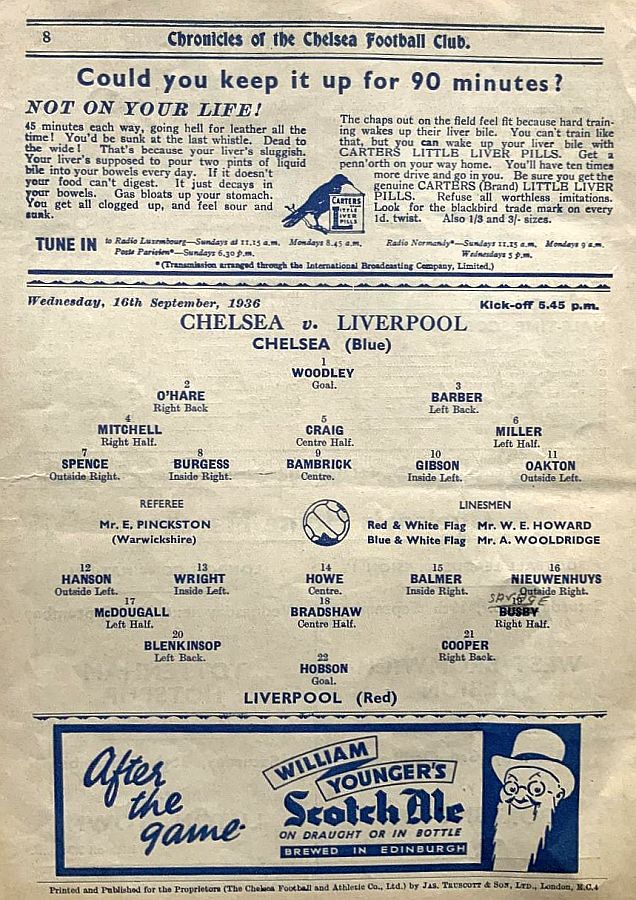 8
Chronicles of the Chelsea Football Club.
Could you keep it up for 90 minutes?
NOT ON YOUR LIFE!
45 minutes each way, going hell for leather all the
time! You'd be sunk at the last whistle. Dead to
the wide! That's because your liver's sluggish.
Your liver's supposed to pour two pints of liquid
bile into your bowels every day. If it doesn't
your food can't digest. It just decays in
your bowels. Gas bloats up your stomach.
You get all clogged up, and feel sour and
sunk.
The chaps out on the field feel fit because hard train-
ing wakes up their liver bile. You can't train like
that, but you can wake up your liver bile with
CARTERS LITTLE LIVER PILLS. Get a
penn'orth on your way home. You'll have ten times
more drive and go in you. Be sure you get the
genuine CARTERS (Brand) LITTLE LIVER
PILLS. Refuse all worthless imitations.
Look for the blackbird trade mark on every
1d. twist. Also 1/3 and 3/- sizes.
CARTERS
LITTLE
LIVER
PILLS
TUNE IN to Radio Luxembourg—Sundays at 11.15 a.m. Mondays 8.45 a.m. Radio Normandy*—Sundays 11.15 a.m. Mondays 9 a.m.
Poste Parisien*—Sundays 6.30 p.m. Wednesdays 5 p.m.
*(Transmission arranged through the International Broadcasting Company, Limited.)
Wednesday, 16th September, 1936 Kick-off 5.45 p.m.
CHELSEA v. LIVERPOOL
CHELSEA (Blue)
1
WOODLEY
Goal.
2 3
O'HARE BARBER
Right Back Left Back.
4 5 6
MITCHELL CRAIG MILLER
Right Half. Centre Half. Left Half.
7 8 9 10 11
SPENCE BURGESS BAMBRICK GIBSON OAKTON
Outside Right. Inside Right. Centre. Inside Left. Outside Left.
REFEREE LINESMEN
Mr. E. PINCKSTON Red & White Flag Mr. W. E. HOWARD
(Warwickshire) Blue & White Flag Mr. A. WOOLDRIDGE
12 13 14 15 16
HANSON WRIGHT HOWE BALMER NIEUWENHUYS
Outside Left. Inside Left. Centre. Inside Right. Outside Right.
17 18
McDOUGALL BRADSHAW BUSBY
Left Half. Centre Half. Right Half.
20 21
BLENKINSOP COOPER
Left Back. Right Back.
22
HOBSON
Goal.
LIVERPOOL (Red)
After
the
game.
WILLIAM
YOUNGER'S
Scotch Ale
ON DRAUGHT OR IN BOTTLE
BREWED IN EDINBURGH
Printed and Published for the Proprietors (The Chelsea Football and Athletic Co., Ltd.) by JAS. TRUSCOTT & SON, LTD., London, E.C.4